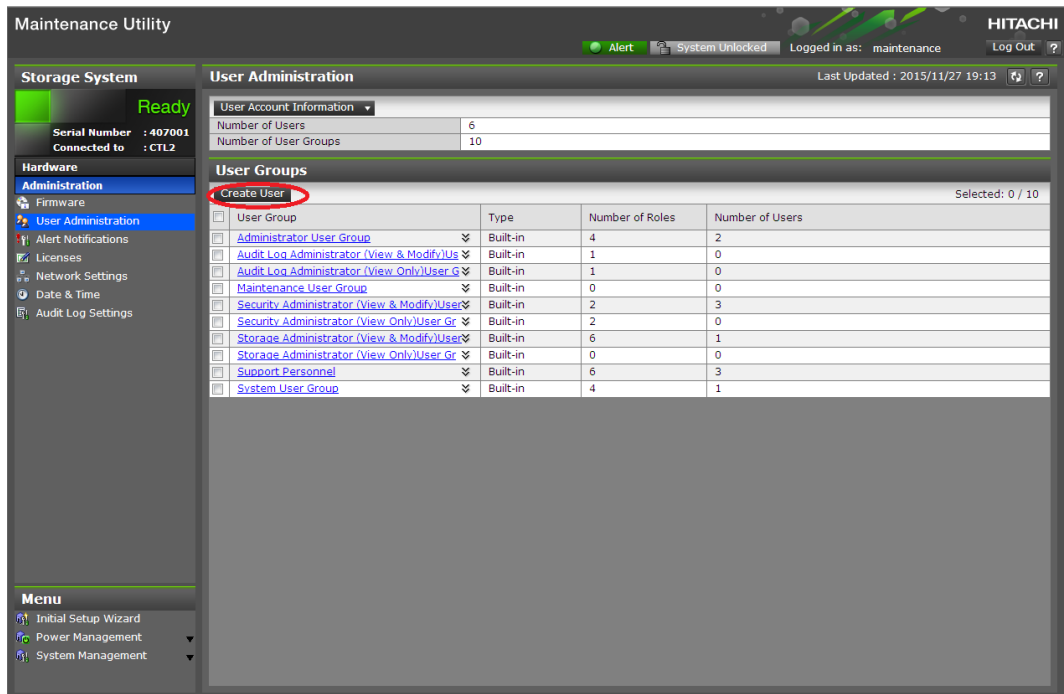 Maintenance Utility
HITACHI
Alert System Unlocked Logged in as: maintenance Log Out ?
Storage System
Ready
Serial Number : 407001
Connected to : CTL2
Hardware
Administration
Firmware
User Administration
Alert Notifications
Licenses
Network Settings
Date & Time
Audit Log Settings
Menu
Initial Setup Wizard
Power Management
System Management
User Administration Last Updated : 2015/11/27 19:13 ?
User Account Information
Number of Users 6
Number of User Groups 10
User Groups
Create User Selected: 0 / 10
User Group Type Number of Roles Number of Users
Administrator User Group Built-in 4 2
Audit Log Administrator (View & Modify)Us Built-in 1 0
Audit Log Administrator (View Only)User G Built-in 1 0
Maintenance User Group Built-in 0 0
Security Administrator (View & Modify)User Built-in 2 3
Security Administrator (View Only)User Gr Built-in 2 0
Storage Administrator (View & Modify)User Built-in 6 1
Storage Administrator (View Only)User Gr Built-in 0 0
Support Personnel Built-in 6 3
System User Group Built-in 4 1